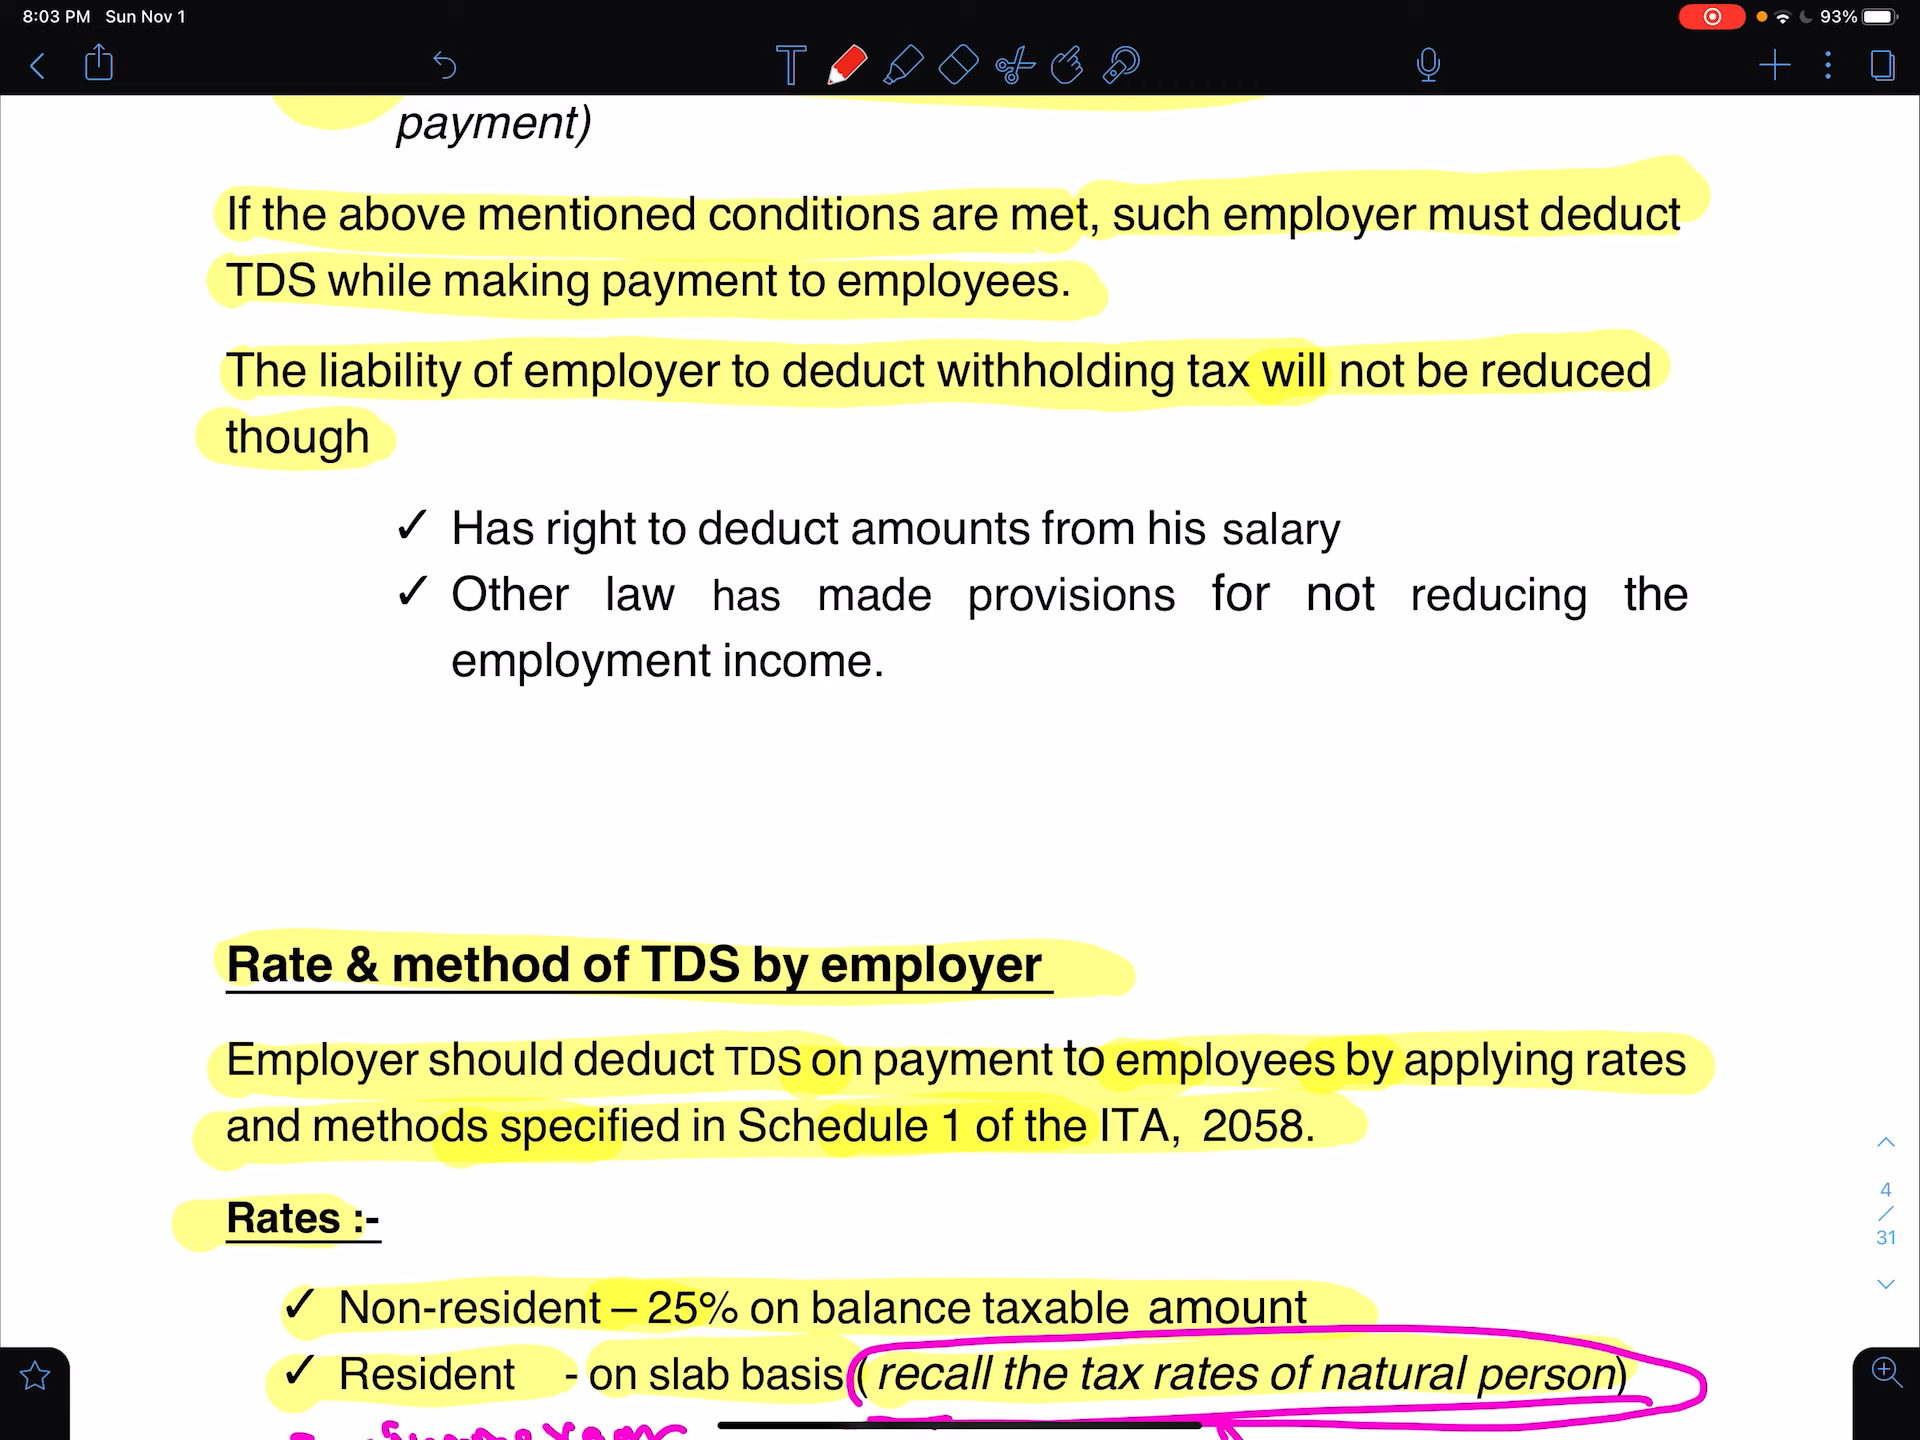 8:03 PM Sun Nov 1
93%
payment)
If the above mentioned conditions are met, such employer must deduct
TDS while making payment to employees.
The liability of employer to deduct withholding tax will not be reduced
though
✓ Has right to deduct amounts from his salary
✓ Other law has made provisions for not reducing the
employment income.
Rate & method of TDS by employer
Employer should deduct TDS on payment to employees by applying rates
and methods specified in Schedule 1 of the ITA, 2058.
Rates :-
✓ Non-resident – 25% on balance taxable amount
✓ Resident - on slab basis ( recall the tax rates of natural person)
4
/
31